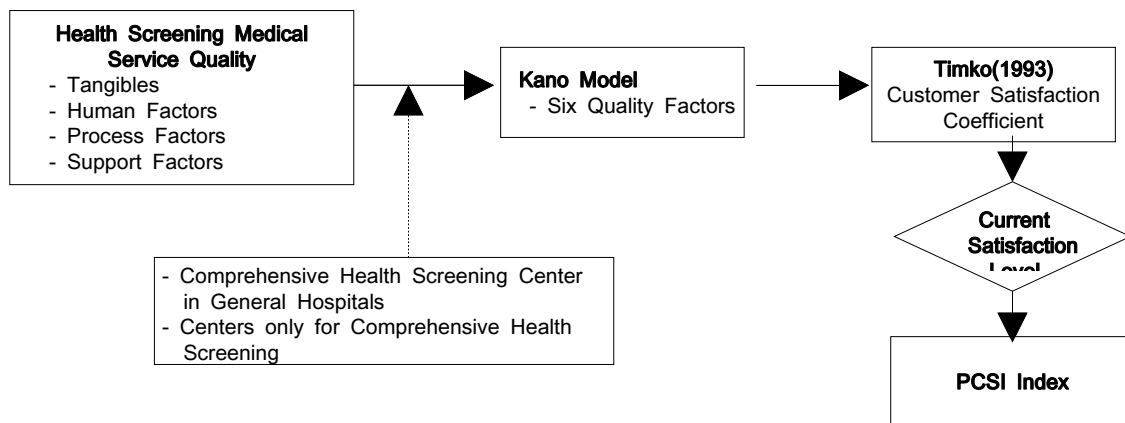 Health Screening Medical
Service Quality
- Tangibles
- Human Factors
- Process Factors
- Support Factors
Kano Model
- Six Quality Factors
Timko(1993)
Customer Satisfaction
Coefficient
Current
Satisfaction
Level
- Comprehensive Health Screening Center
in General Hospitals
- Centers only for Comprehensive Health
Screening
PCSI Index